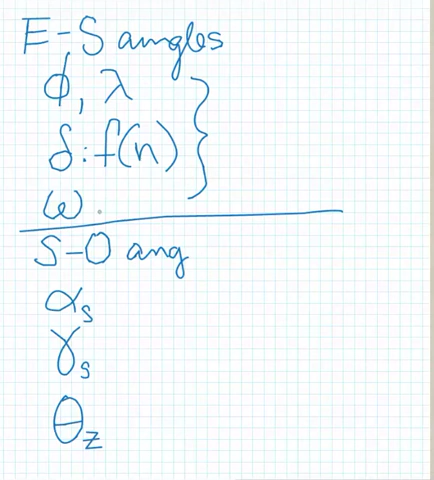 E-S angles
ϕ, λ
δ: f(n)
ω
S-O ang
αs
γs
θz